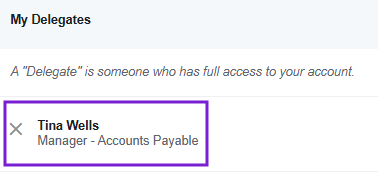 My Delegates
A "Delegate" is someone who has full access to your account.
Tina Wells
Manager - Accounts Payable